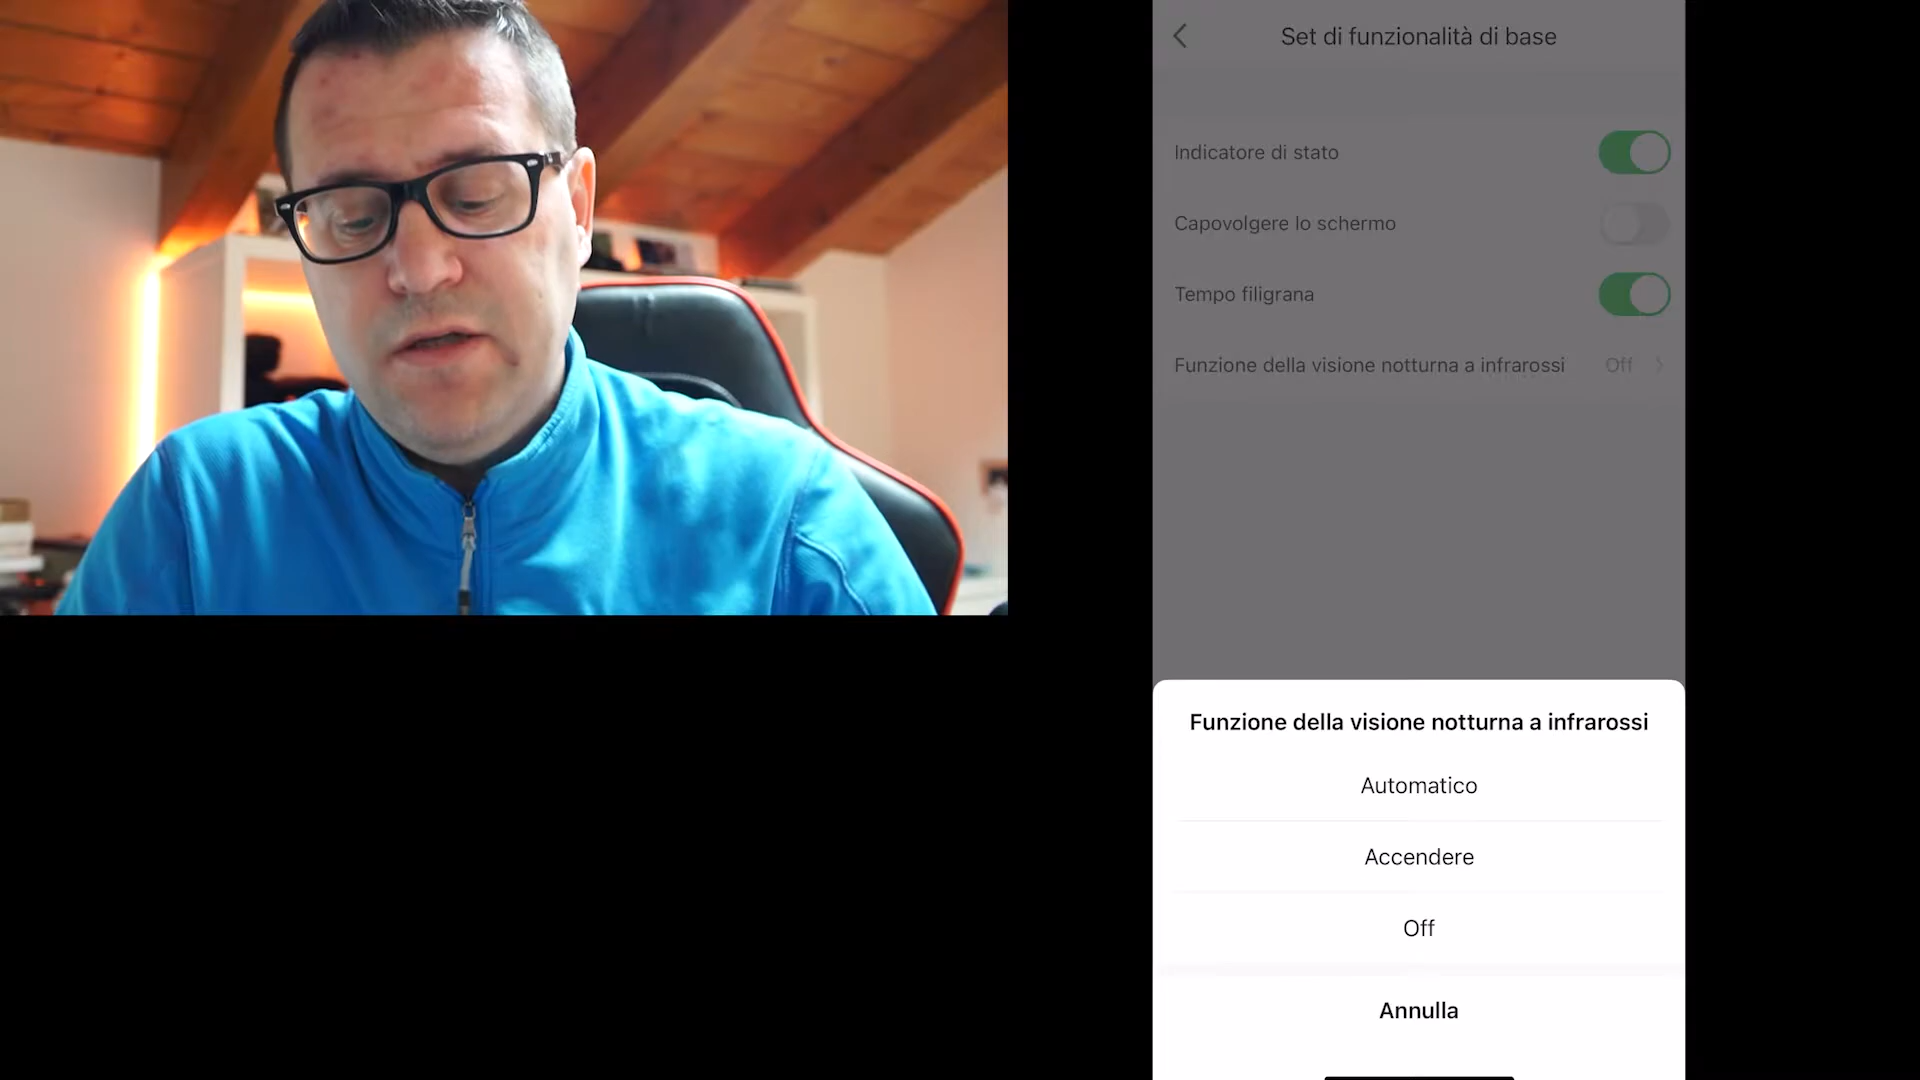 Set di funzionalità di base
Indicatore di stato
Capovolgere lo schermo
Tempo filigrana
Funzione della visione notturna a infrarossi Off
Funzione della visione notturna a infrarossi
Automatico
Accendere
Off
Annulla